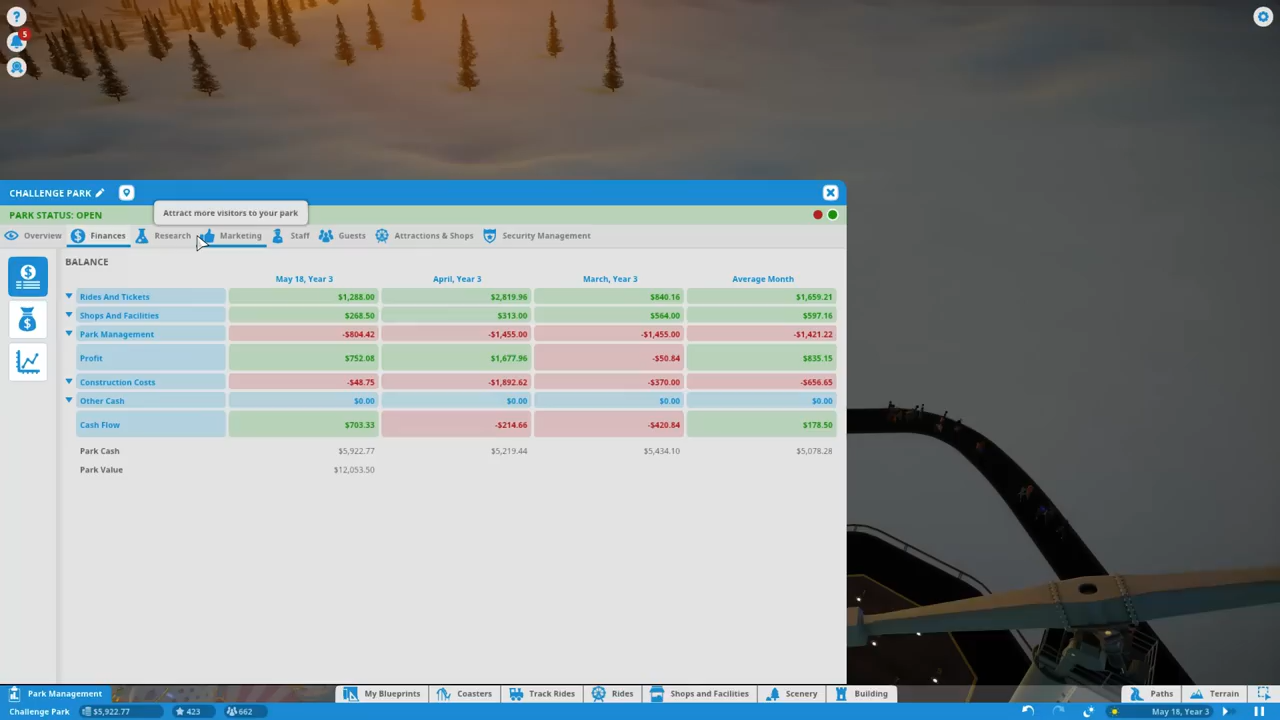 ?
5
CHALLENGE PARK
PARK STATUS: OPEN
Attract more visitors to your park
Overview Finances Research Marketing Staff Guests Attractions & Shops Security Management
BALANCE
May 18, Year 3 April, Year 3 March, Year 3 Average Month
Rides And Tickets $1,288.00 $2,819.96 $840.16 $1,659.21
Shops And Facilities $268.50 $313.00 $564.00 $597.16
Park Management -$804.42 -$1,455.00 -$1,455.00 -$1,421.22
Profit $752.08 $1,677.96 -$50.84 $835.15
Construction Costs -$48.75 -$1,892.62 -$370.00 -$656.65
Other Cash $0.00 $0.00 $0.00 $0.00
Cash Flow $703.33 -$214.66 -$420.84 $178.50
Park Cash $5,922.77 $5,219.44 $5,434.10 $5,078.28
Park Value $12,053.50
Park Management My Blueprints Coasters Track Rides Rides Shops and Facilities Scenery Building Paths Terrain
Challenge Park $5,922.77 423 662 May 18, Year 3